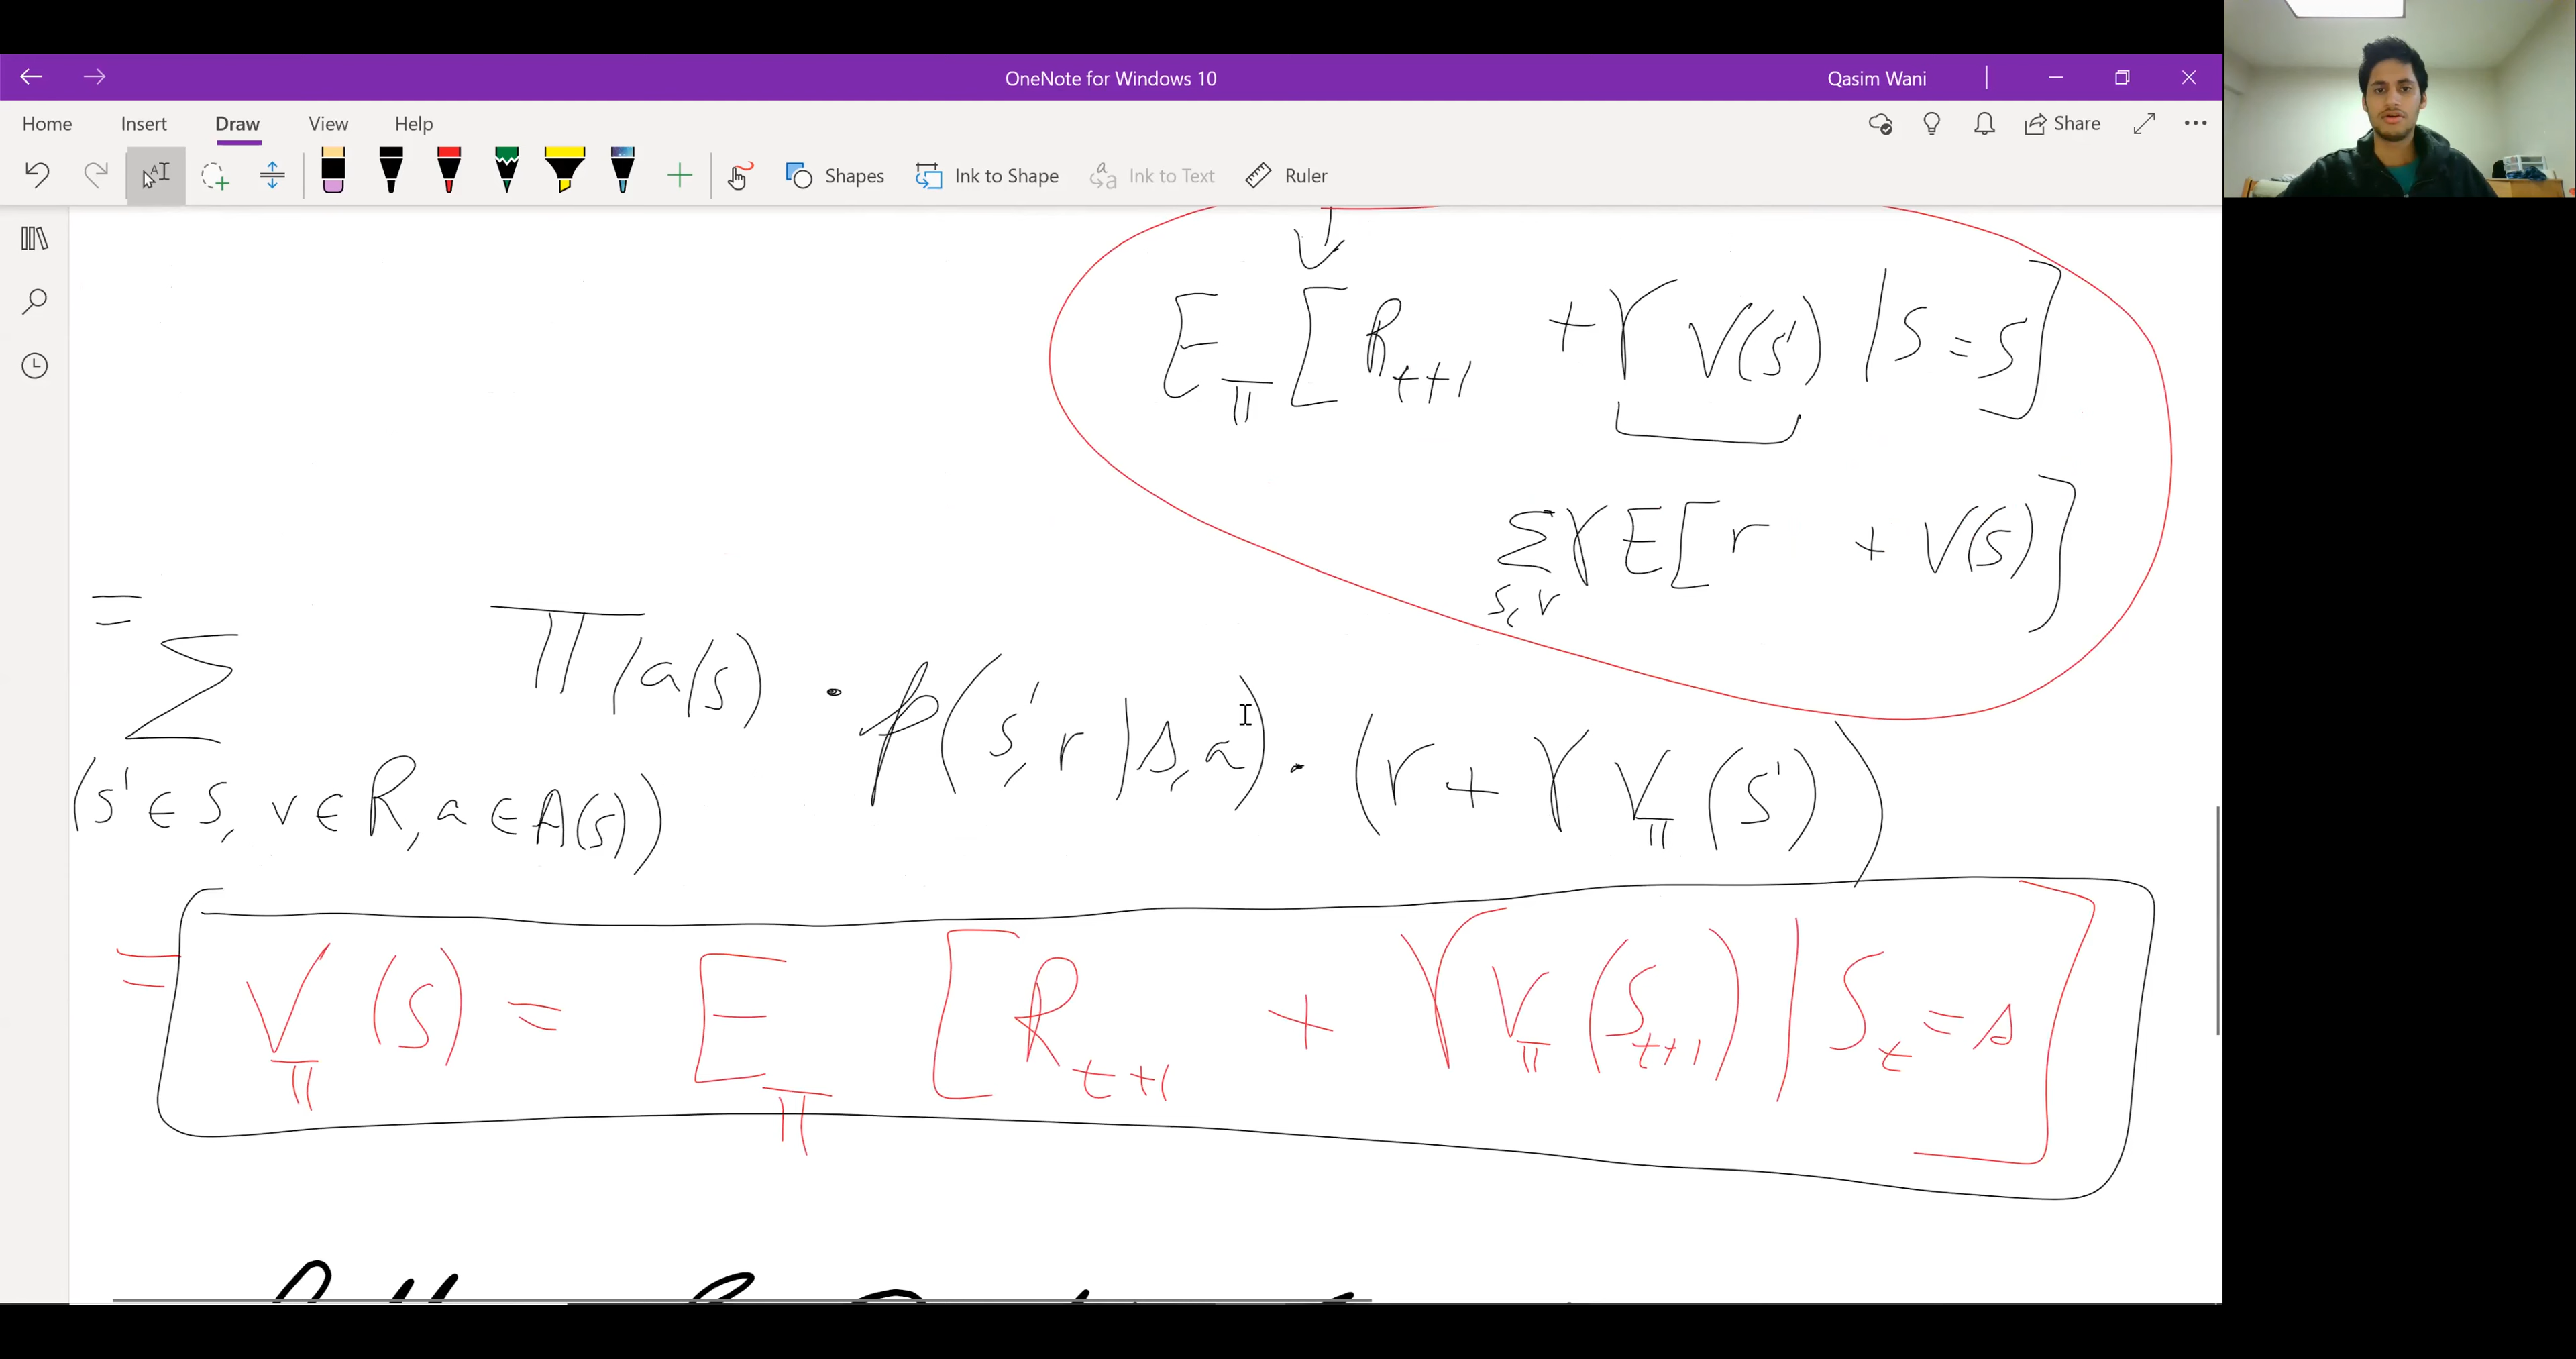 OneNote for Windows 10
Qasim Wani
Home Insert Draw View Help
Share
Shapes Ink to Shape Ink to Text Ruler
E_π [ R_{t+1} + γ V(s') | S = S ]
Σ_{s,r} γ E [ r + V(s) ]
= Σ π(a|s) · p(s', r | s, a) · (r + γ V_π (s'))
(s' ∈ S, r ∈ R, a ∈ A(s))
= V_π (s) = E_π [ R_{t+1} + γ V_π (S_{t+1}) | S_t = s ]